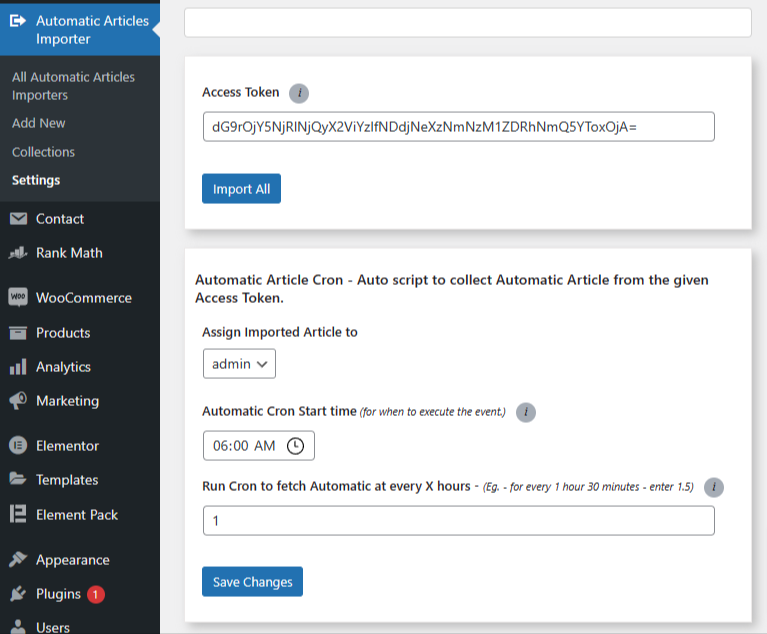 Automatic Articles
Importer
All Automatic Articles
Importers
Add New
Collections
Settings
Contact
Rank Math
WooCommerce
Products
Analytics
Marketing
Elementor
Templates
Element Pack
Appearance
Plugins 1
Users
Access Token i
dG9rOjY5NjRlNjQyX2ViYzlfNDdjNeXzNmNzM1ZDRhNmQ5YToxOjA=
Import All
Automatic Article Cron - Auto script to collect Automatic Article from the given
Access Token.
Assign Imported Article to
admin
Automatic Cron Start time (for when to execute the event.) i
06:00 AM
Run Cron to fetch Automatic at every X hours - (Eg. - for every 1 hour 30 minutes - enter 1.5) i
1
Save Changes